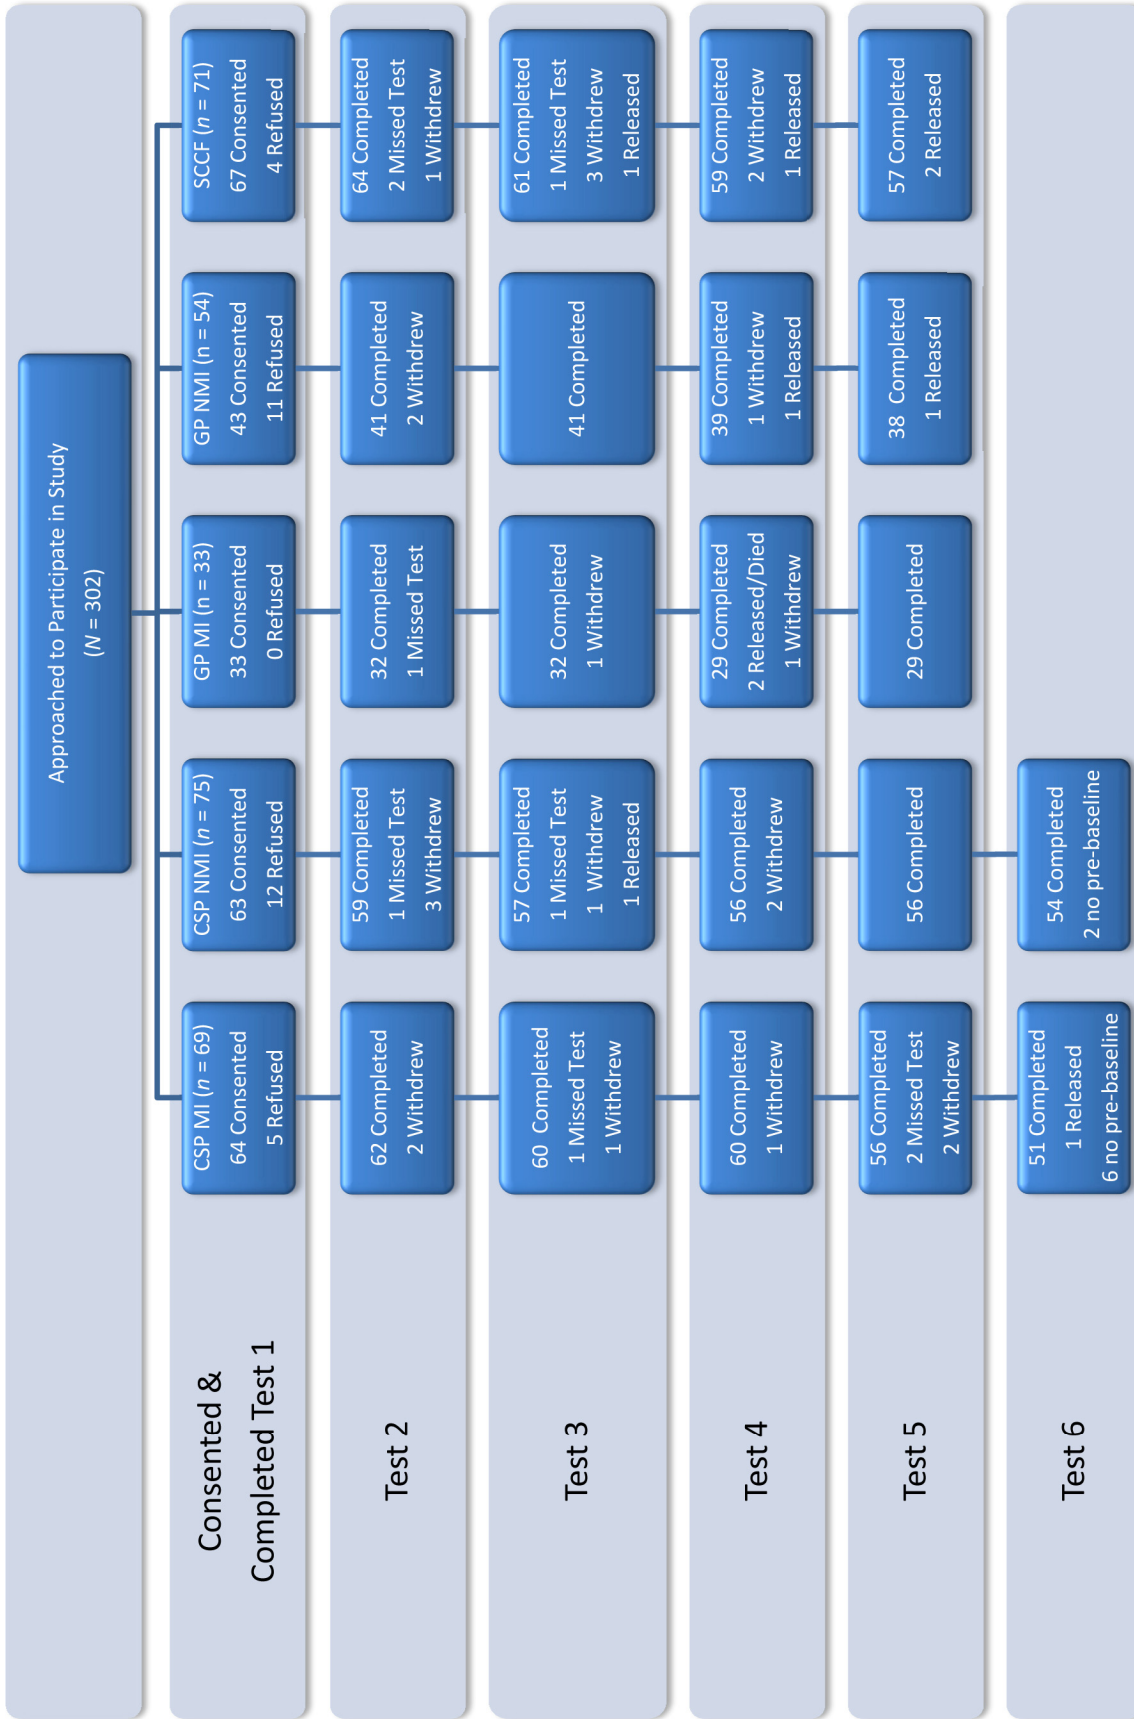 Approached to Participate in Study
(N = 302)
Consented &
Completed Test 1
CSP MI (n = 69)
64 Consented
5 Refused
CSP NMI (n = 75)
63 Consented
12 Refused
GP MI (n = 33)
33 Consented
0 Refused
GP NMI (n = 54)
43 Consented
11 Refused
SCCF (n = 71)
67 Consented
4 Refused
Test 2
62 Completed
2 Withdrew
59 Completed
1 Missed Test
3 Withdrew
32 Completed
1 Missed Test
41 Completed
2 Withdrew
64 Completed
2 Missed Test
1 Withdrew
Test 3
60 Completed
1 Missed Test
1 Withdrew
57 Completed
1 Missed Test
1 Withdrew
1 Released
32 Completed
1 Withdrew
41 Completed
61 Completed
1 Missed Test
3 Withdrew
1 Released
Test 4
60 Completed
1 Withdrew
56 Completed
2 Withdrew
29 Completed
2 Released/Died
1 Withdrew
39 Completed
1 Withdrew
1 Released
59 Completed
2 Withdrew
1 Released
Test 5
56 Completed
2 Missed Test
2 Withdrew
56 Completed
29 Completed
38 Completed
1 Released
57 Completed
2 Released
Test 6
51 Completed
1 Released
6 no pre-baseline
54 Completed
2 no pre-baseline